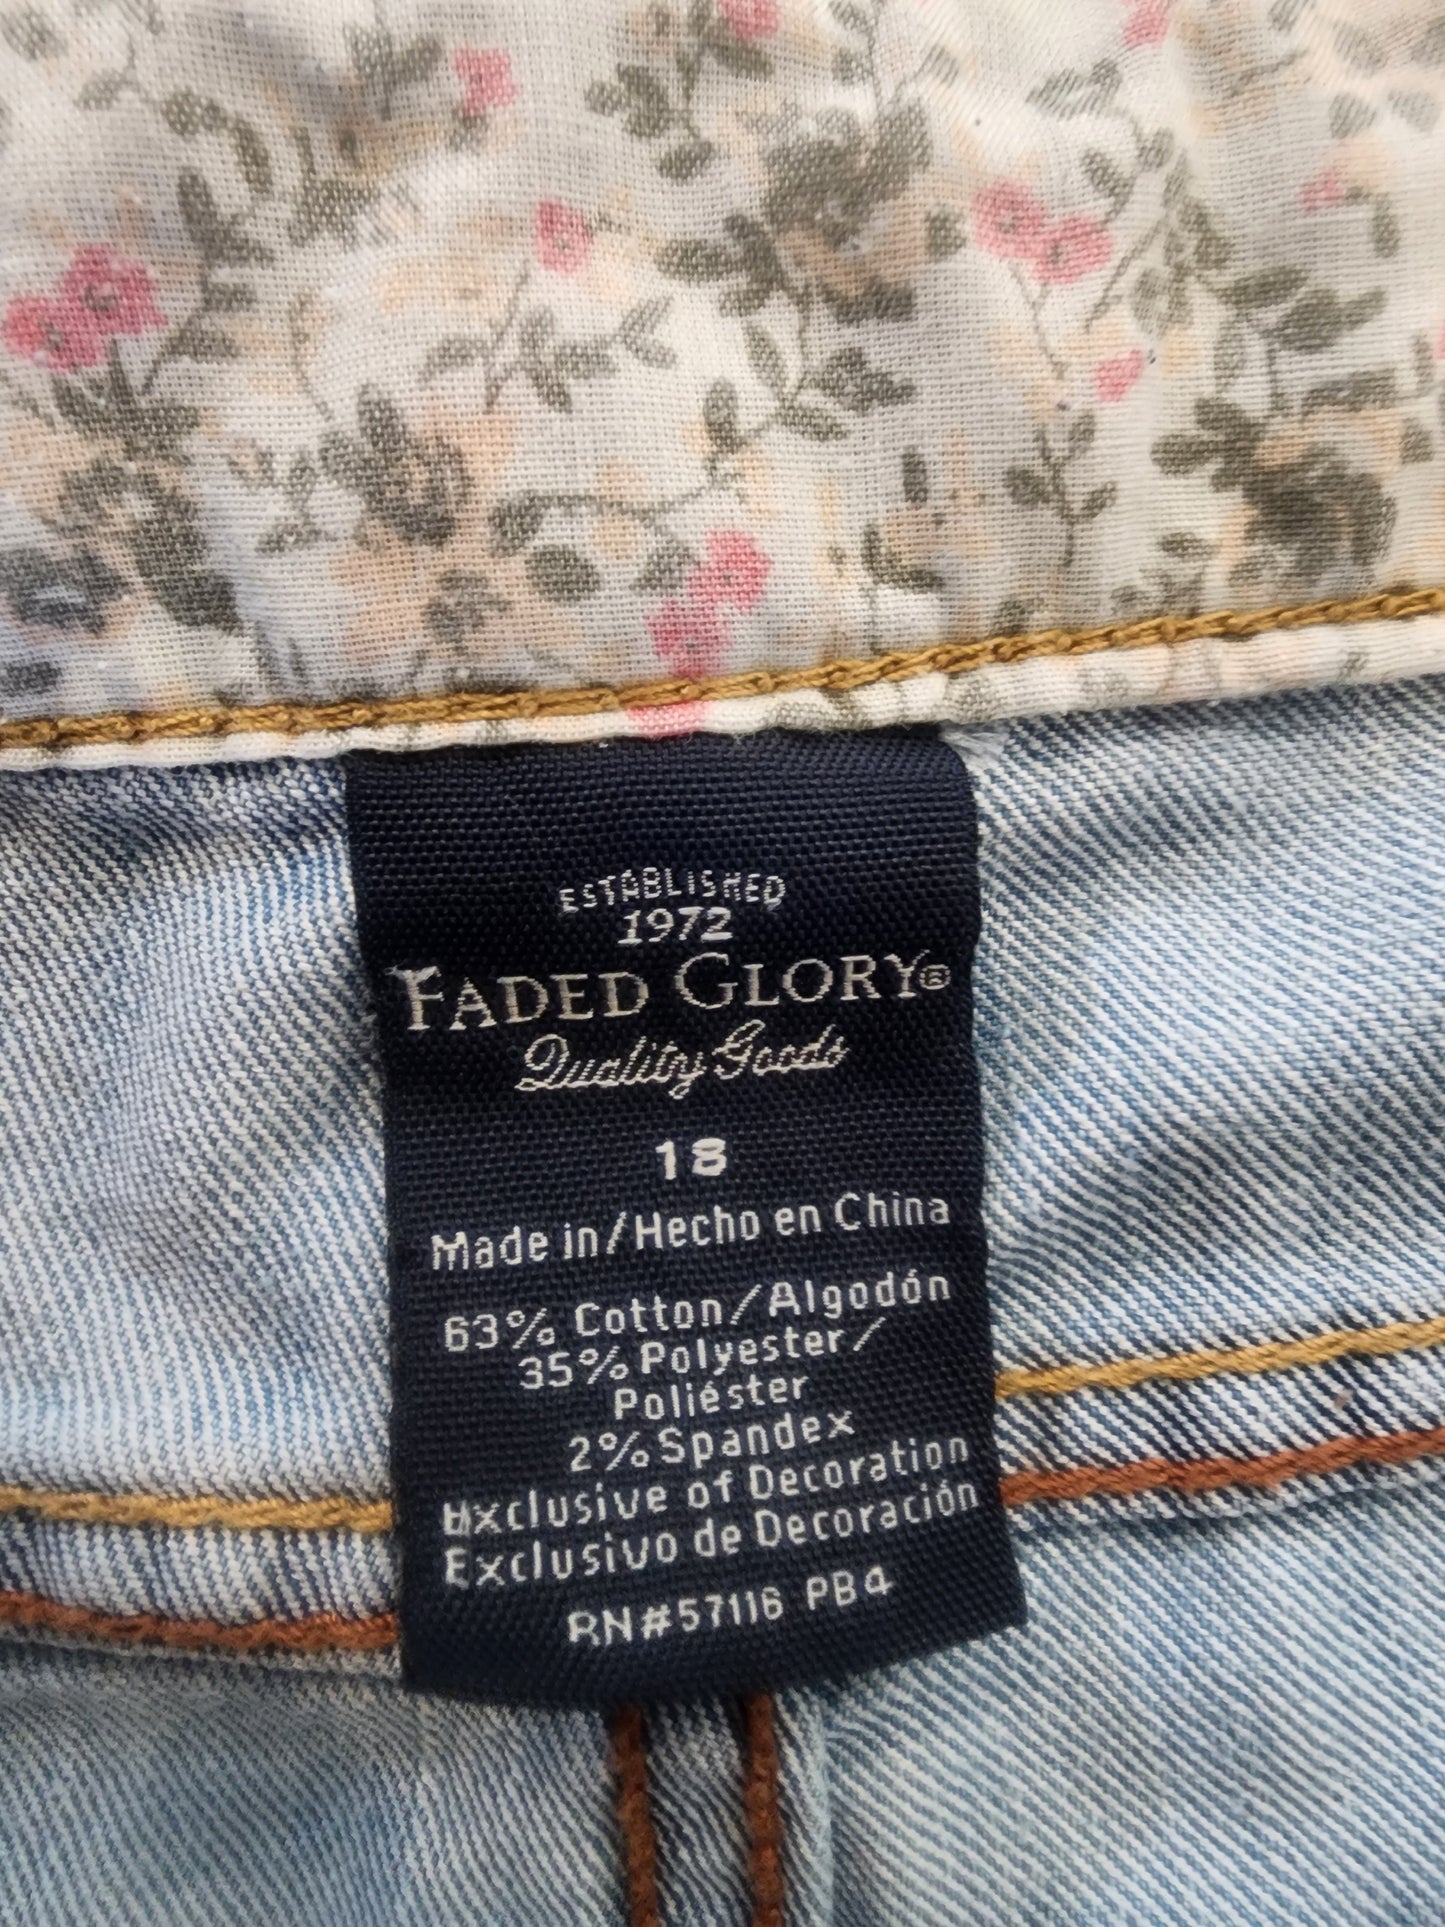 ESTABLISHED
1972
FADED GLORY®
Quality Goods
18
Made in/Hecho en China
63% Cotton/Algodón
35% Polyester/
Poliéster
2% Spandex
Exclusive of Decoration
Exclusivo de Decoración
RN#57116 PB4